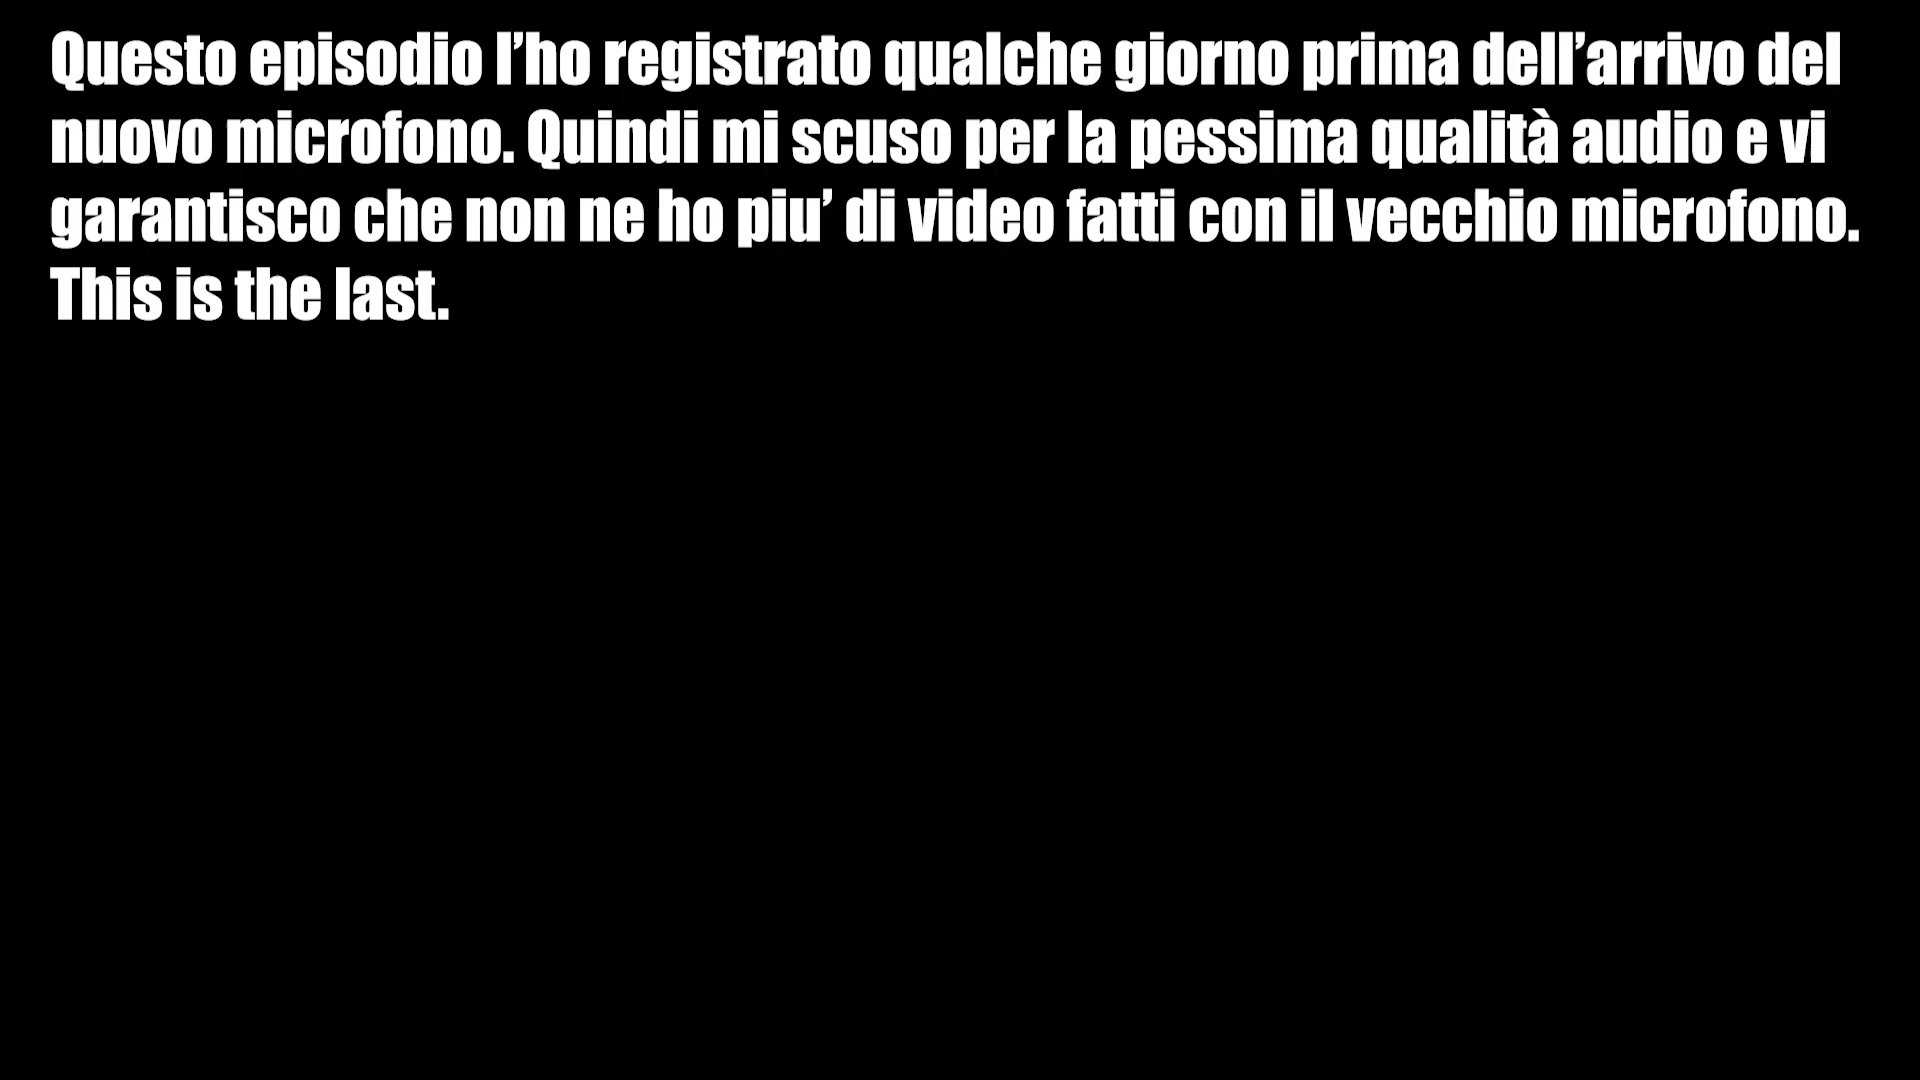 Questo episodio l’ho registrato qualche giorno prima dell’arrivo del
nuovo microfono. Quindi mi scuso per la pessima qualità audio e vi
garantisco che non ne ho piu’ di video fatti con il vecchio microfono.
This is the last.